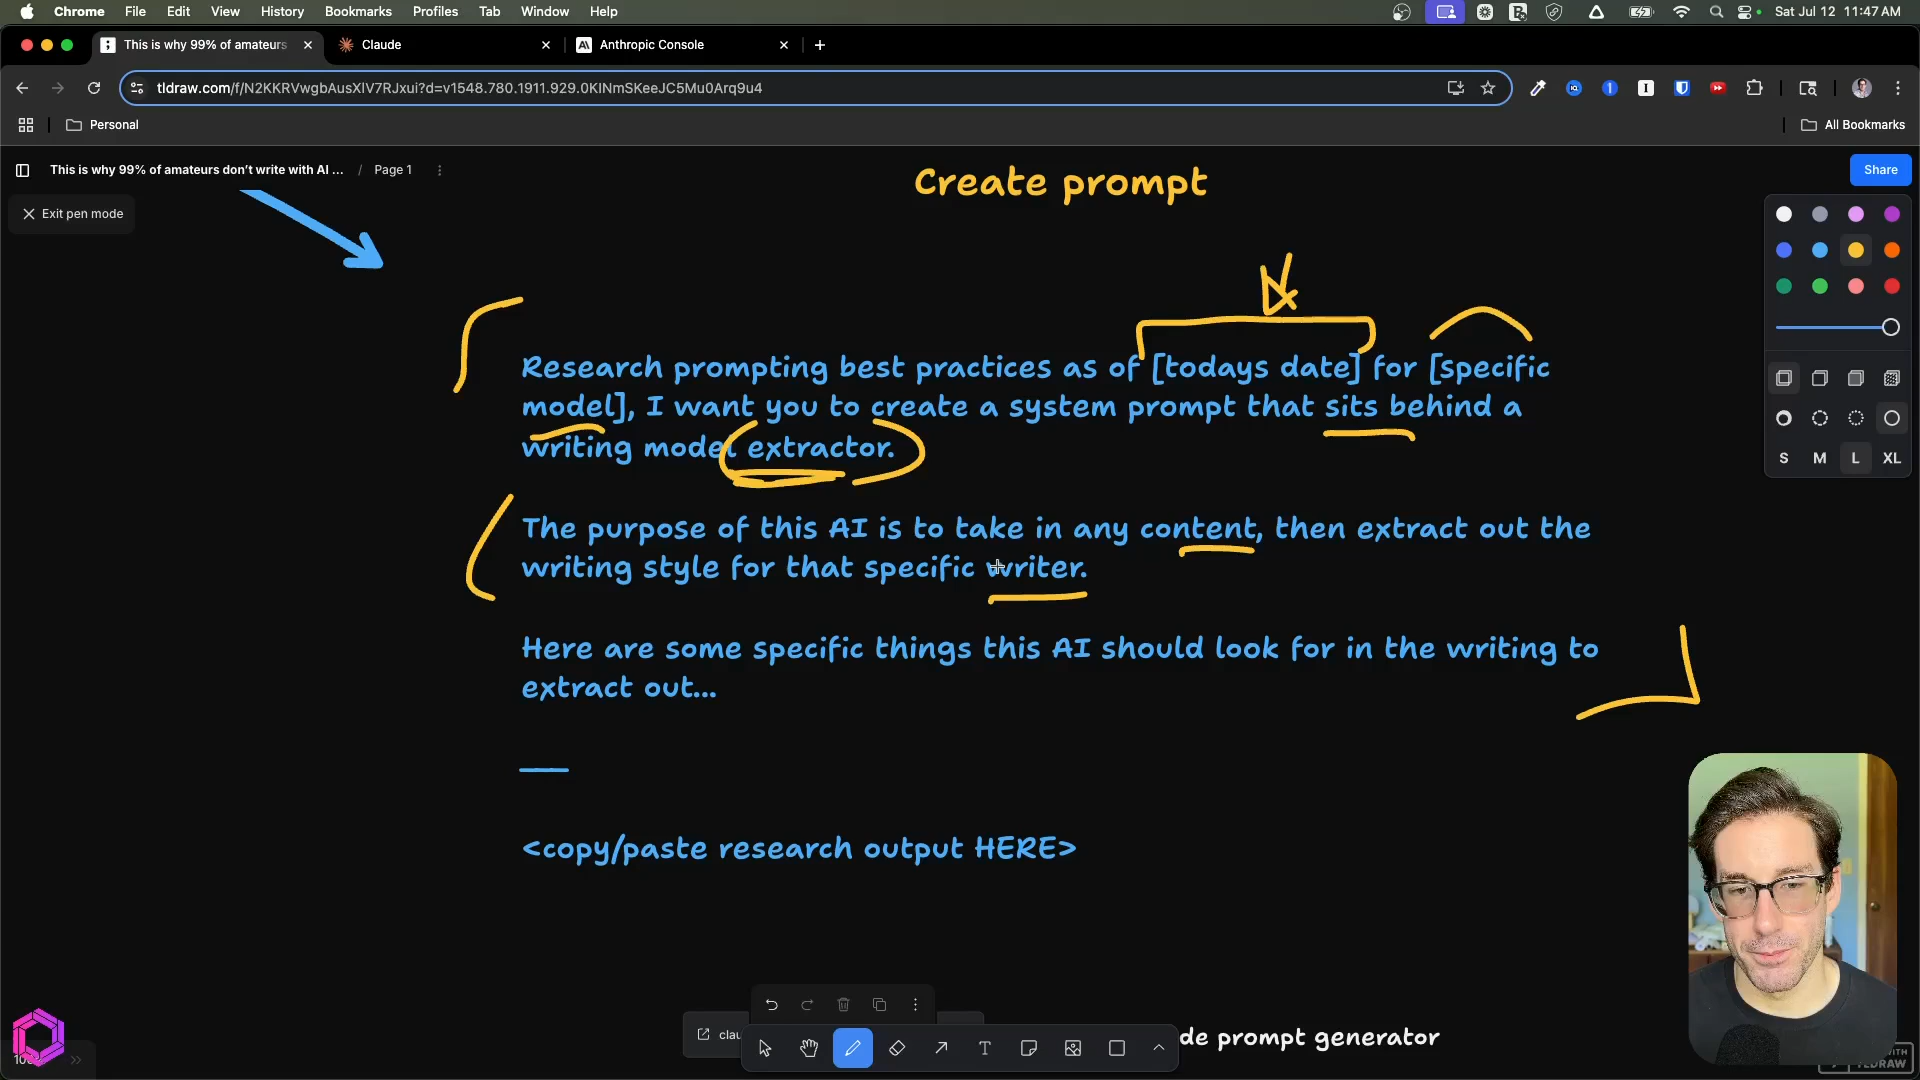 Chrome File Edit View History Bookmarks Profiles Tab Window Help Sat Jul 12 11:47 AM
This is why 99% of amateurs Claude Anthropic Console
tldraw.com/f/N2KKRVwgbAusXlV7RJxui?d=v1548.780.1911.929.0KlNmSKeeJC5Mu0Arq9u4
Personal All Bookmarks
This is why 99% of amateurs don't write with AI ... / Page 1 Share
Exit pen mode
Create prompt
Research prompting best practices as of [todays date] for [specific
model], I want you to create a system prompt that sits behind a
writing model extractor.
The purpose of this AI is to take in any content, then extract out the
writing style for that specific writer.
Here are some specific things this AI should look for in the writing to
extract out...
<copy/paste research output HERE>
S M L XL
clau de prompt generator
TLDRAW